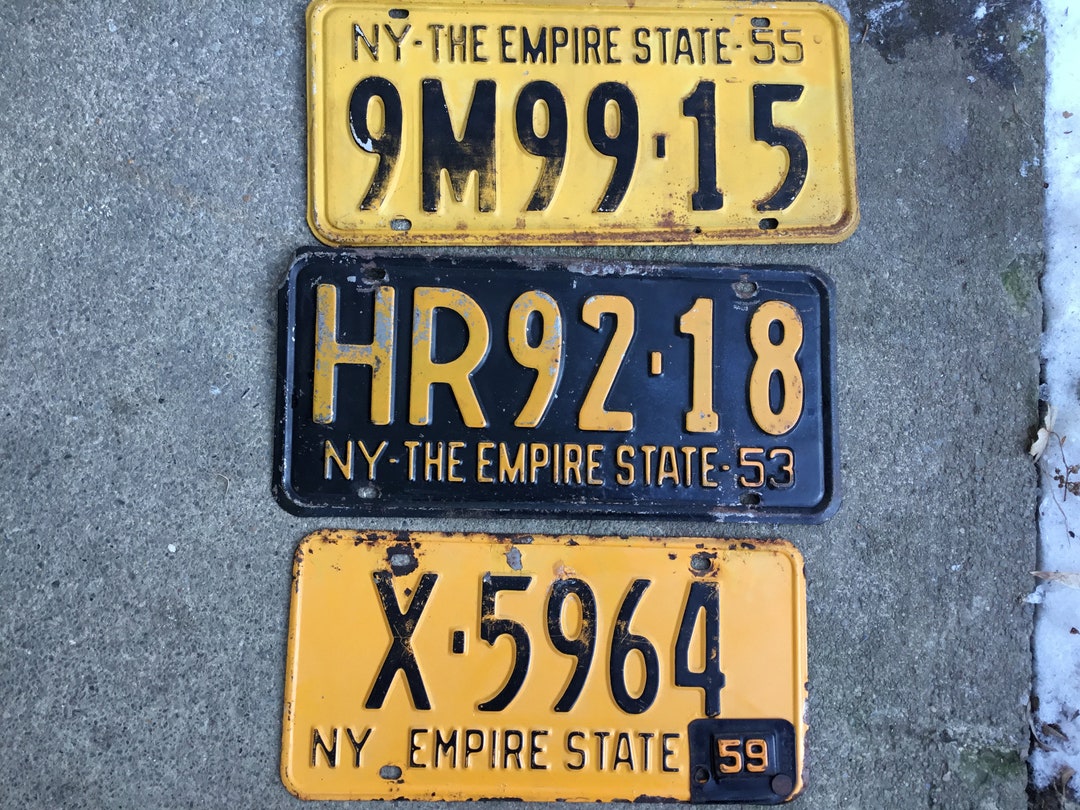 NY-THE EMPIRE STATE-55
9M99-15
HR92-18
NY-THE EMPIRE STATE-53
X-5964
NY EMPIRE STATE 59